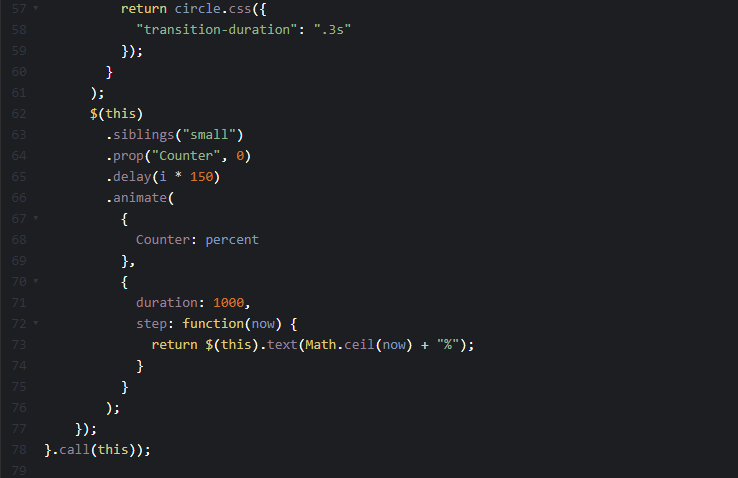 57 return circle.css({
58 "transition-duration": ".3s"
59 });
60 }
61 );
62 $(this)
63 .siblings("small")
64 .prop("Counter", 0)
65 .delay(i * 150)
66 .animate(
67 {
68 Counter: percent
69 },
70 {
71 duration: 1000,
72 step: function(now) {
73 return $(this).text(Math.ceil(now) + "%");
74 }
75 }
76 );
77 });
78 }.call(this));
79